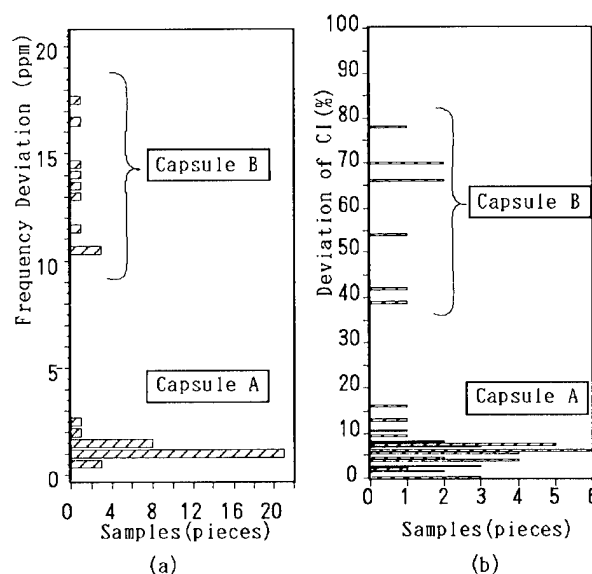 Frequency Deviation (ppm)
20
15
10
5
0
Capsule B
Capsule A
0 4 8 12 16 20
Samples(pieces)
(a)
Deviation of CI(%)
100
90
80
70
60
50
40
30
20
10
0
Capsule B
Capsule A
0 1 2 3 4 5 6
Samples(pieces)
(b)